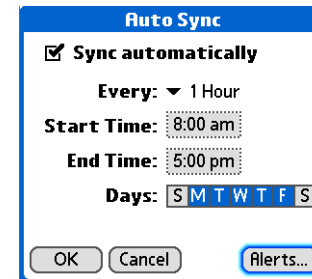 Auto Sync
Sync automatically
Every: 1 Hour
Start Time: 8:00 am
End Time: 5:00 pm
Days: S M T W T F S
OK Cancel Alerts...